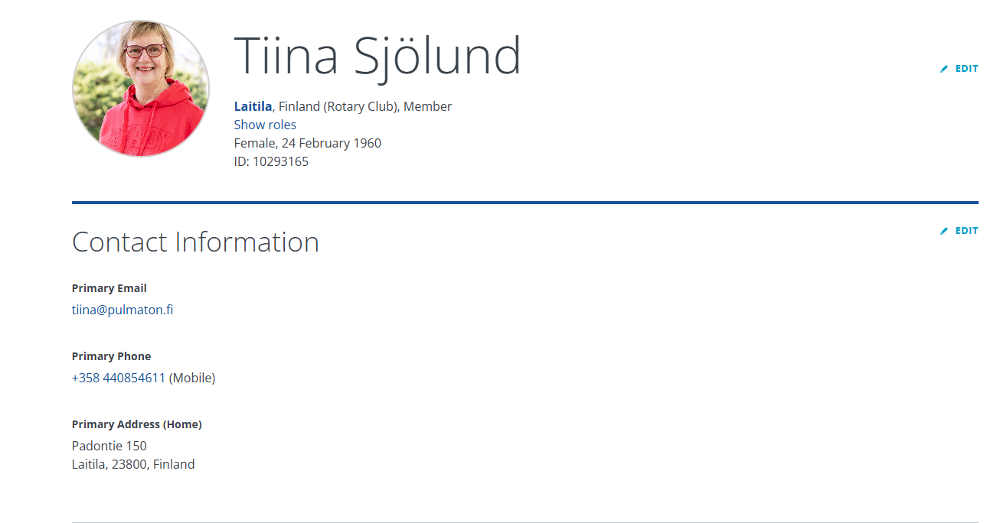 Tiina Sjölund
EDIT
Laitila, Finland (Rotary Club), Member
Show roles
Female, 24 February 1960
ID: 10293165
Contact Information
EDIT
Primary Email
tiina@pulmaton.fi
Primary Phone
+358 440854611 (Mobile)
Primary Address (Home)
Padontie 150
Laitila, 23800, Finland